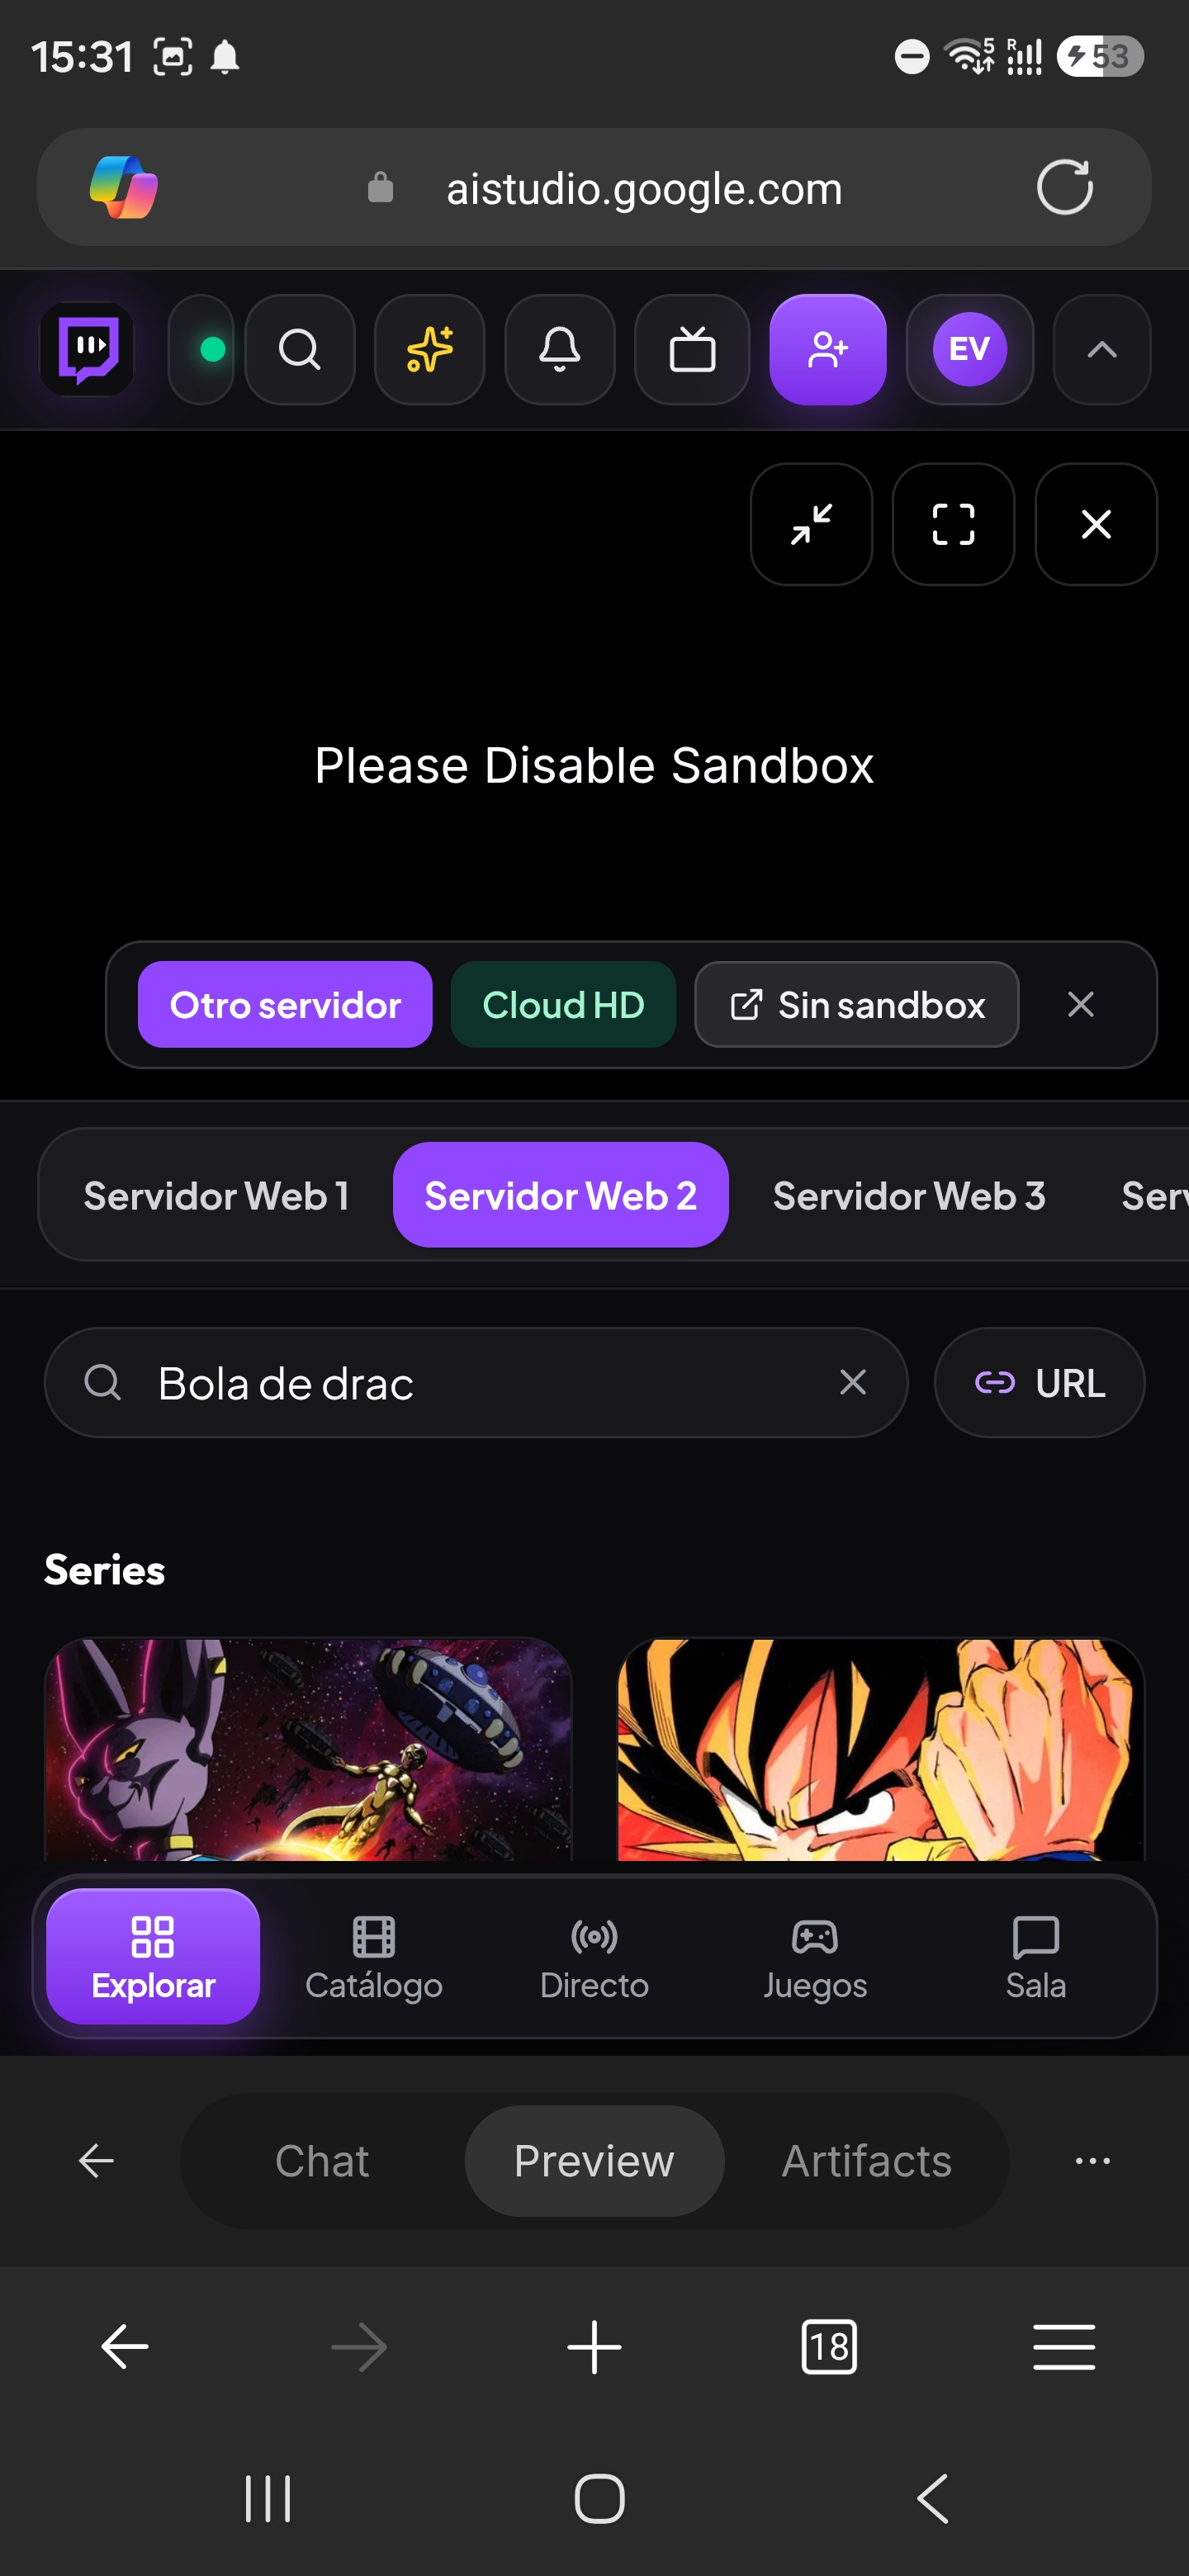 15:31
5
R
53
aistudio.google.com
EV
Please Disable Sandbox
Otro servidor
Cloud HD
Sin sandbox
Servidor Web 1
Servidor Web 2
Servidor Web 3
Serv
Bola de drac
URL
Series
Explorar
Catálogo
Directo
Juegos
Sala
Chat
Preview
Artifacts
18